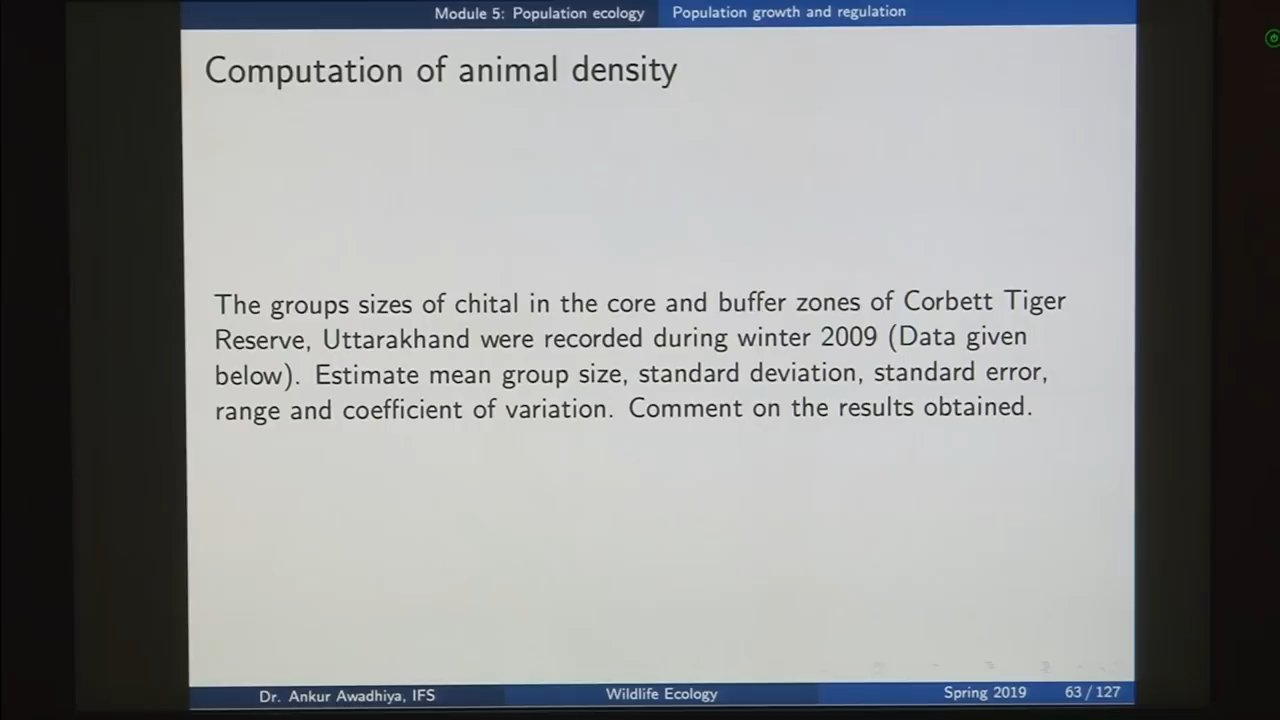 Module 5: Population ecology Population growth and regulation
Computation of animal density
The groups sizes of chital in the core and buffer zones of Corbett Tiger
Reserve, Uttarakhand were recorded during winter 2009 (Data given
below). Estimate mean group size, standard deviation, standard error,
range and coefficient of variation. Comment on the results obtained.
Dr. Ankur Awadhiya, IFS Wildlife Ecology Spring 2019 63 / 127